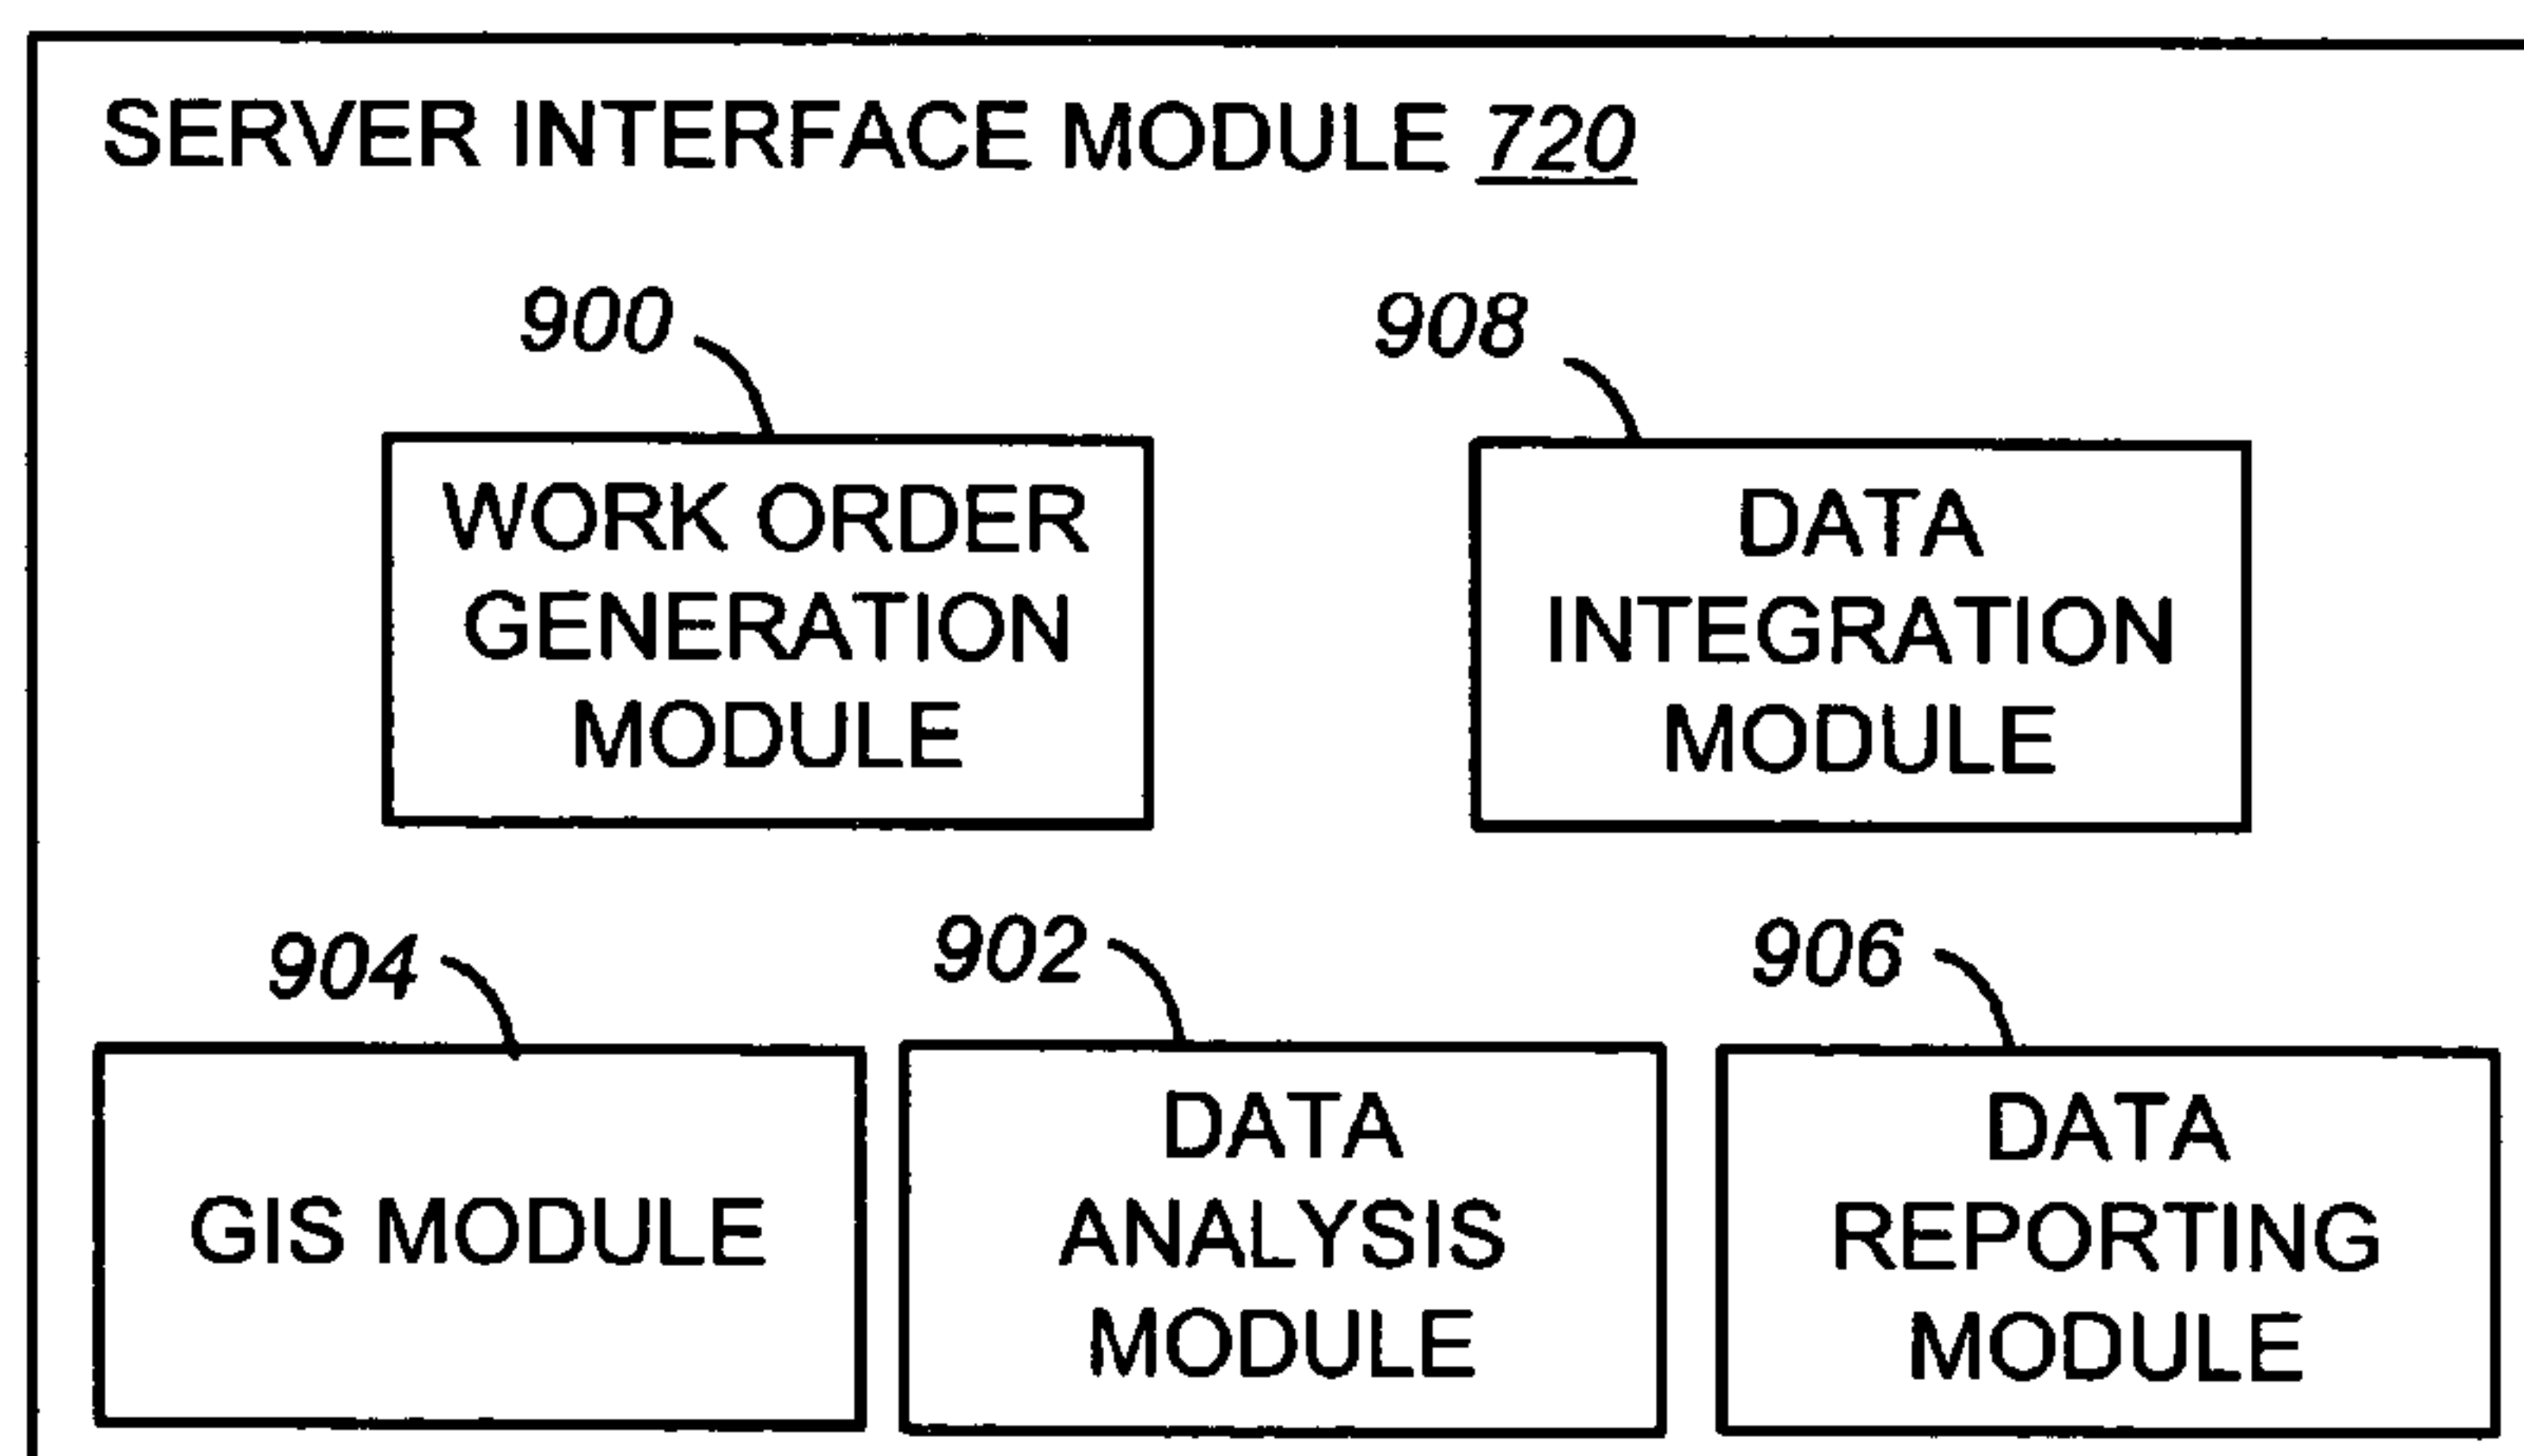 SERVER INTERFACE MODULE 720
900
908
WORK ORDER
GENERATION
MODULE
DATA
INTEGRATION
MODULE
904
902
906
GIS MODULE
DATA
ANALYSIS
MODULE
DATA
REPORTING
MODULE